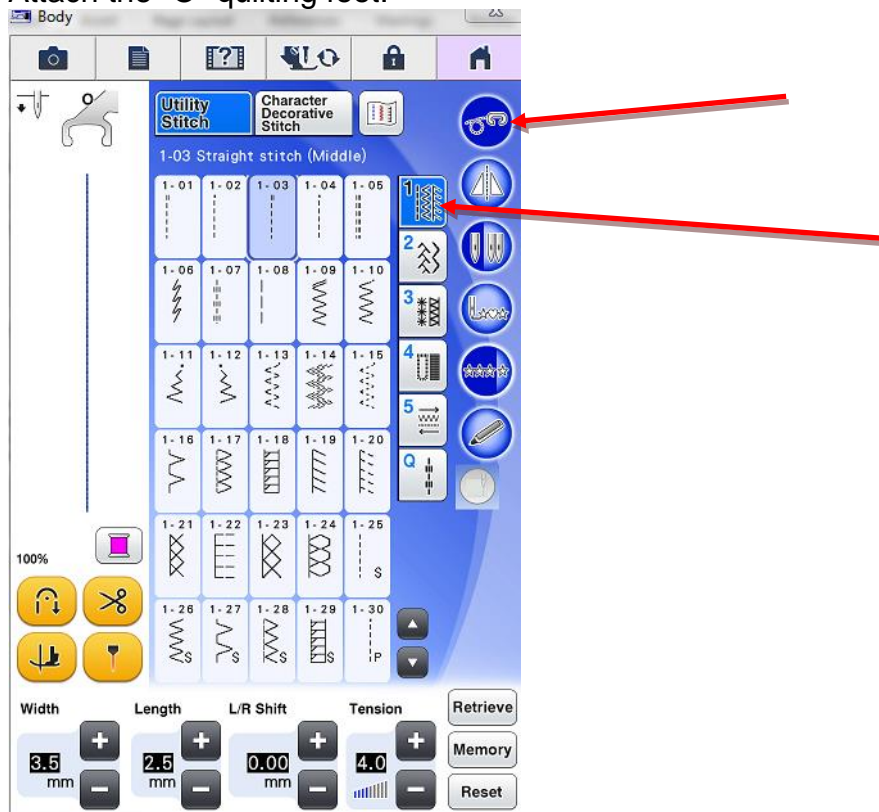 Body
Utility Stitch
Character Decorative Stitch
1-03 Straight stitch (Middle)
1-01 1-02 1-03 1-04 1-05
1
1-06 1-07 1-08 1-09 1-10
2
3
1-11 1-12 1-13 1-14 1-15
4
5
1-16 1-17 1-18 1-19 1-20
Q
1-21 1-22 1-23 1-24 1-25
S
100%
1-26 1-27 1-28 1-29 1-30
S S S S P
Width Length L/R Shift Tension
3.5 2.5 0.00 4.0
mm mm mm
Retrieve
Memory
Reset